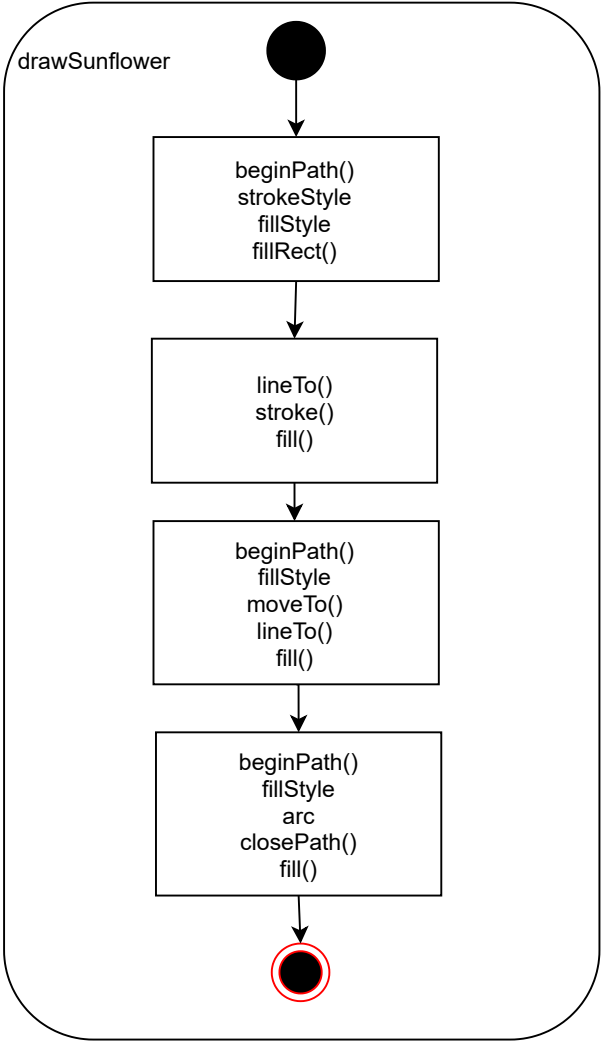 drawSunflower
beginPath()
strokeStyle
fillStyle
fillRect()
lineTo()
stroke()
fill()
beginPath()
fillStyle
moveTo()
lineTo()
fill()
beginPath()
fillStyle
arc
closePath()
fill()